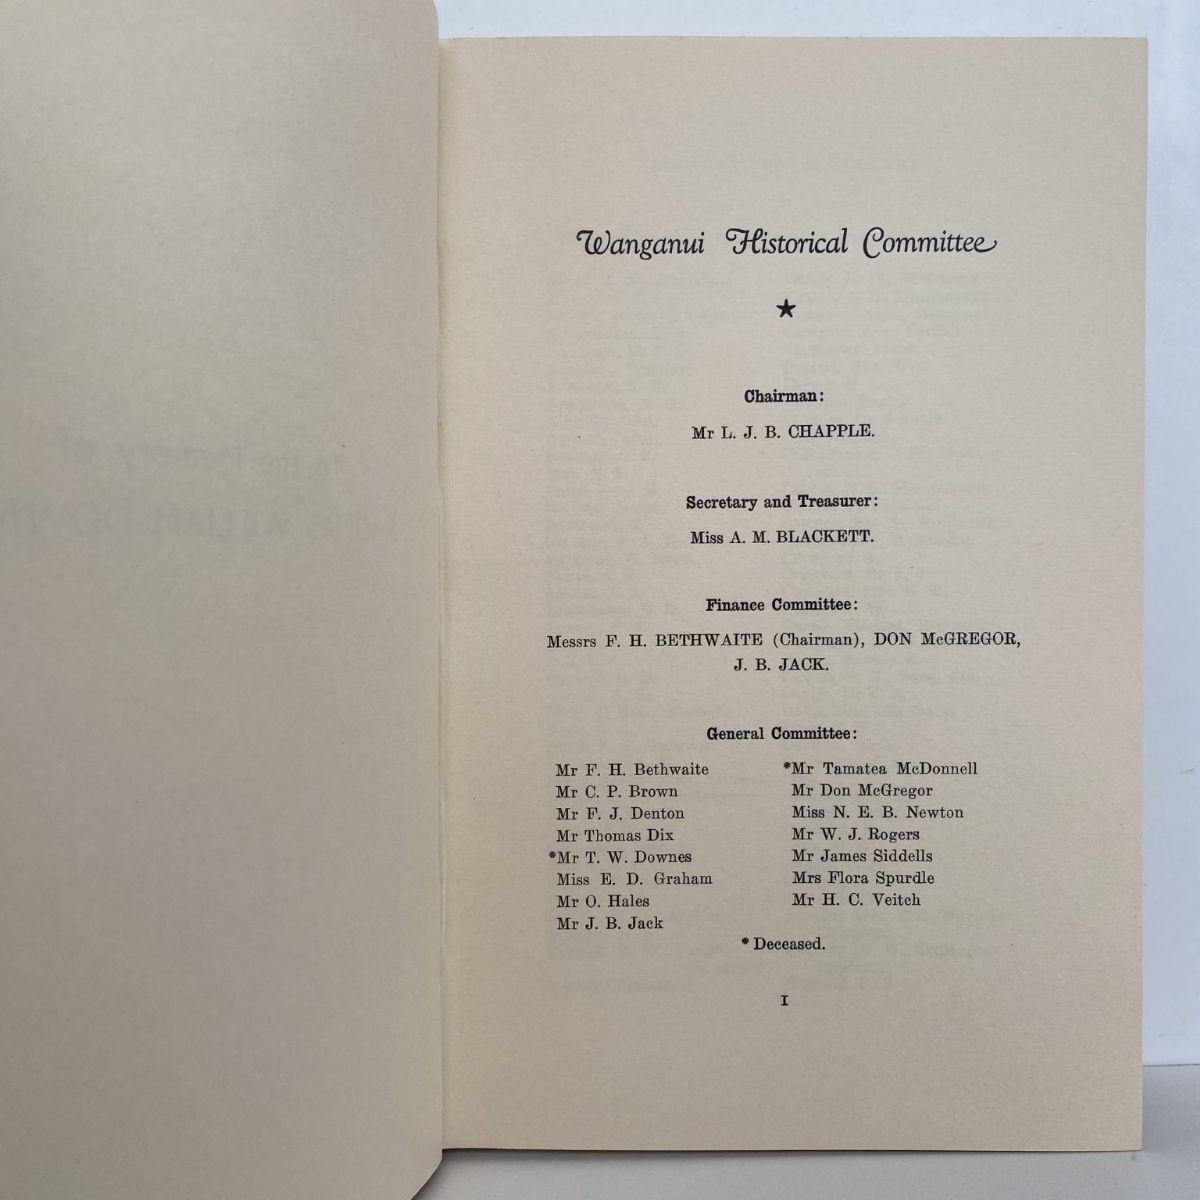 Wanganui Historical Committee
★
Chairman:
Mr L. J. B. CHAPPLE.
Secretary and Treasurer:
Miss A. M. BLACKETT.
Finance Committee:
Messrs F. H. BETHWAITE (Chairman), DON McGREGOR,
J. B. JACK.
General Committee:
Mr F. H. Bethwaite
Mr C. P. Brown
Mr F. J. Denton
Mr Thomas Dix
*Mr T. W. Downes
Miss E. D. Graham
Mr O. Hales
Mr J. B. Jack
*Mr Tamatea McDonnell
Mr Don McGregor
Miss N. E. B. Newton
Mr W. J. Rogers
Mr James Siddells
Mrs Flora Spurdle
Mr H. C. Veitch
* Deceased.
I